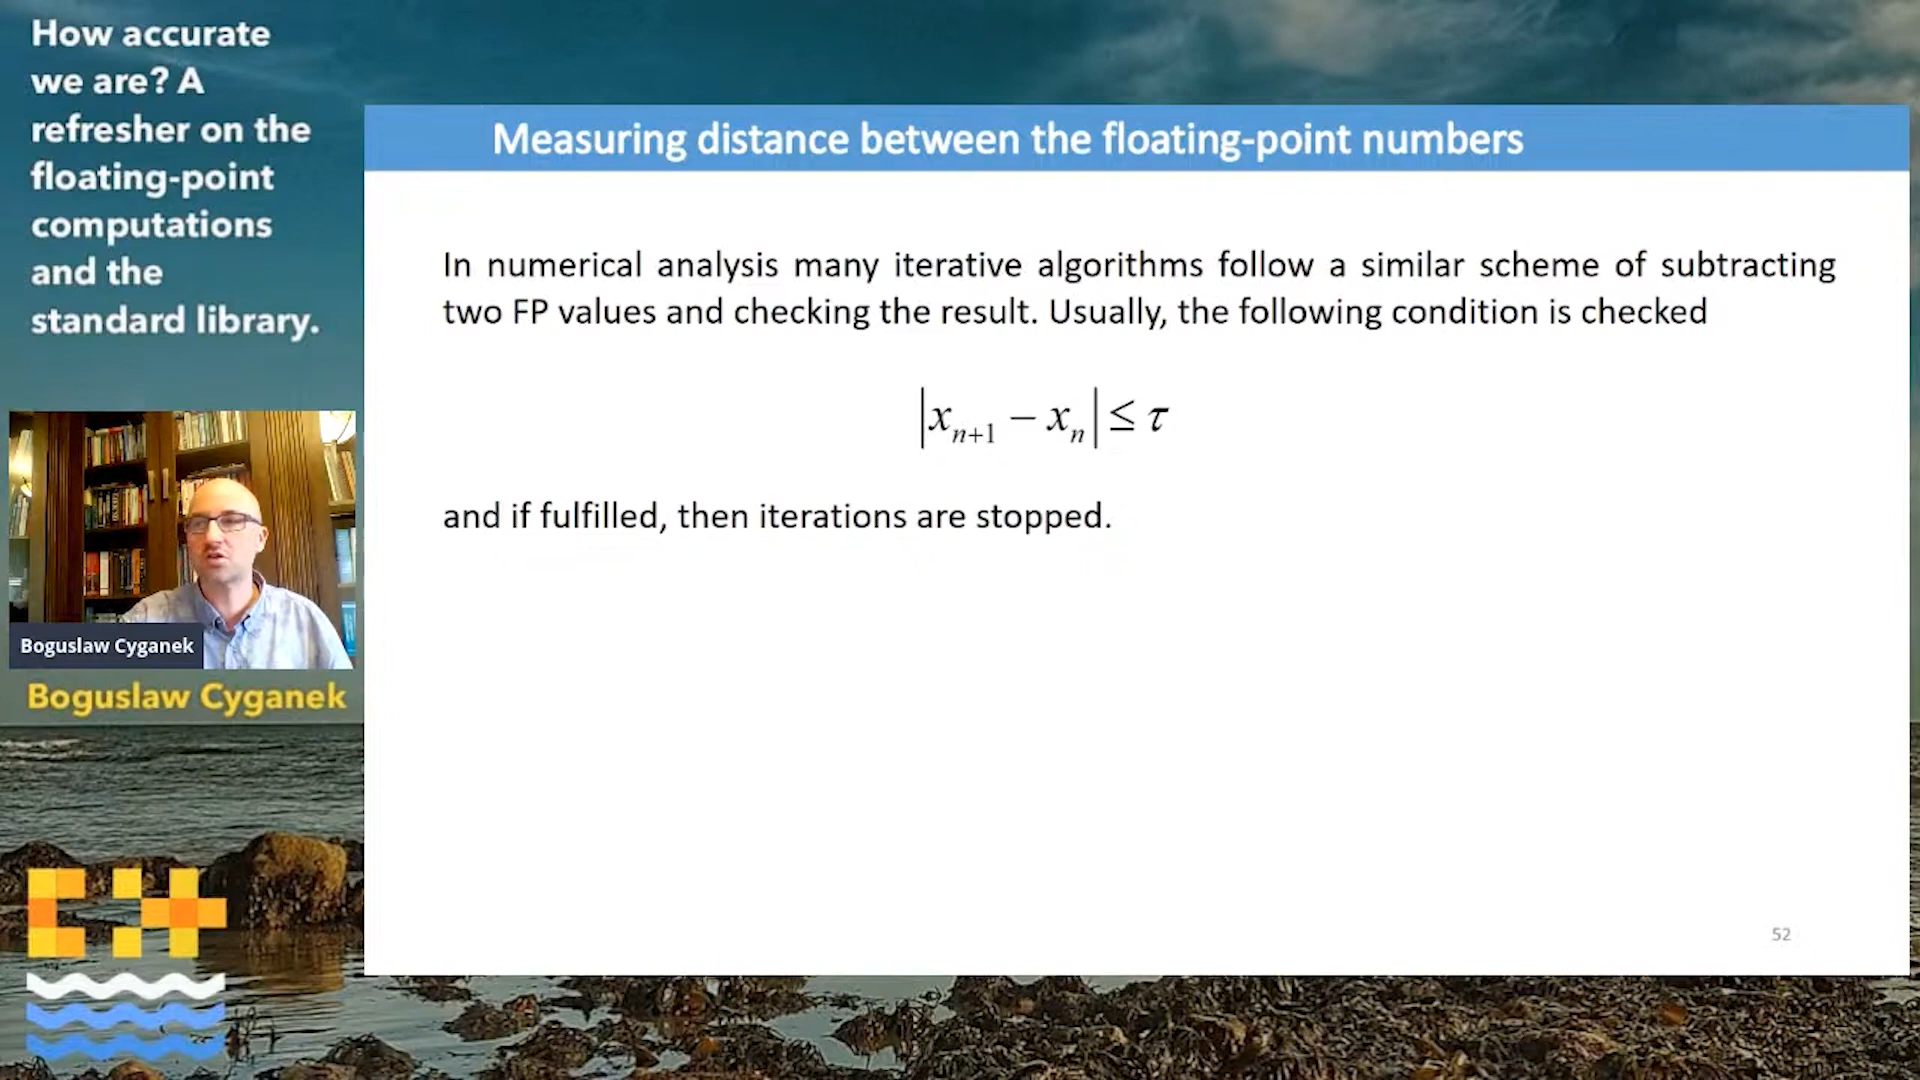 How accurate
we are? A
refresher on the
floating-point
computations
and the
standard library.
Boguslaw Cyganek
Boguslaw Cyganek
Measuring distance between the floating-point numbers
In numerical analysis many iterative algorithms follow a similar scheme of subtracting
two FP values and checking the result. Usually, the following condition is checked
|xₙ₊₁ − xₙ| ≤ τ
and if fulfilled, then iterations are stopped.
52